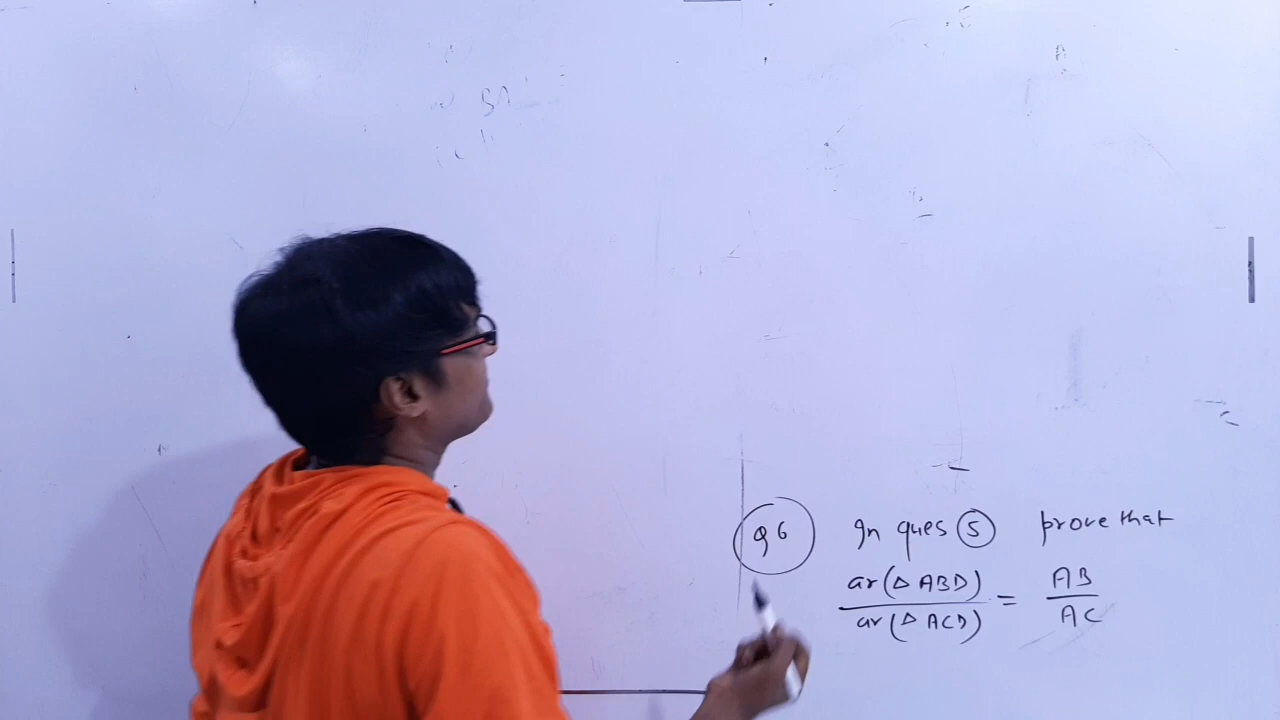 Q6 In ques 5 prove that
ar(△ ABD) / ar(△ ACD) = AB / AC